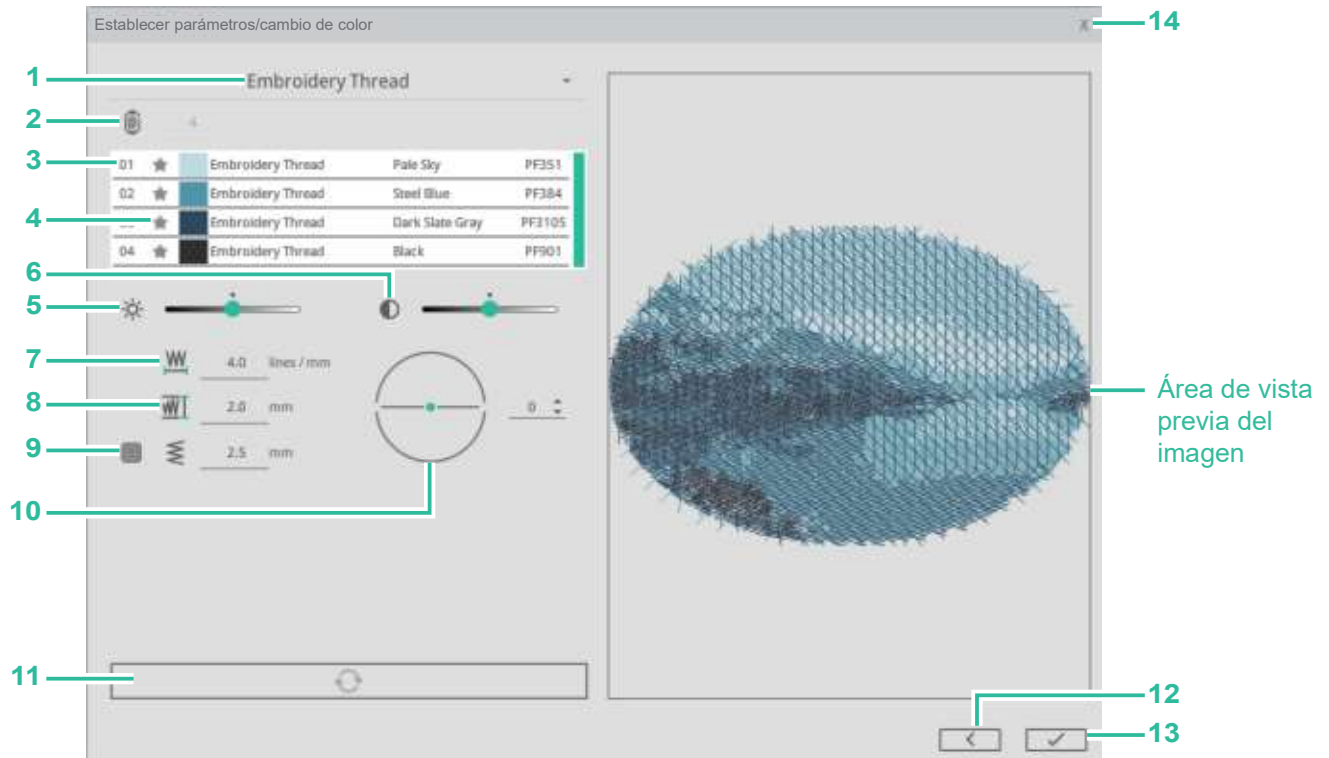 Establecer parámetros/cambio de color
14
1
Embroidery Thread
2
4
3
01 Embroidery Thread Pale Sky PF351
02 Embroidery Thread Steel Blue PF384
4
Embroidery Thread Dark Slate Gray PF3105
04 Embroidery Thread Black PF901
6
5
7
4.0 lines / mm
8
2.0 mm
0
9
2.5 mm
10
Área de vista
previa del
imagen
11
12
13